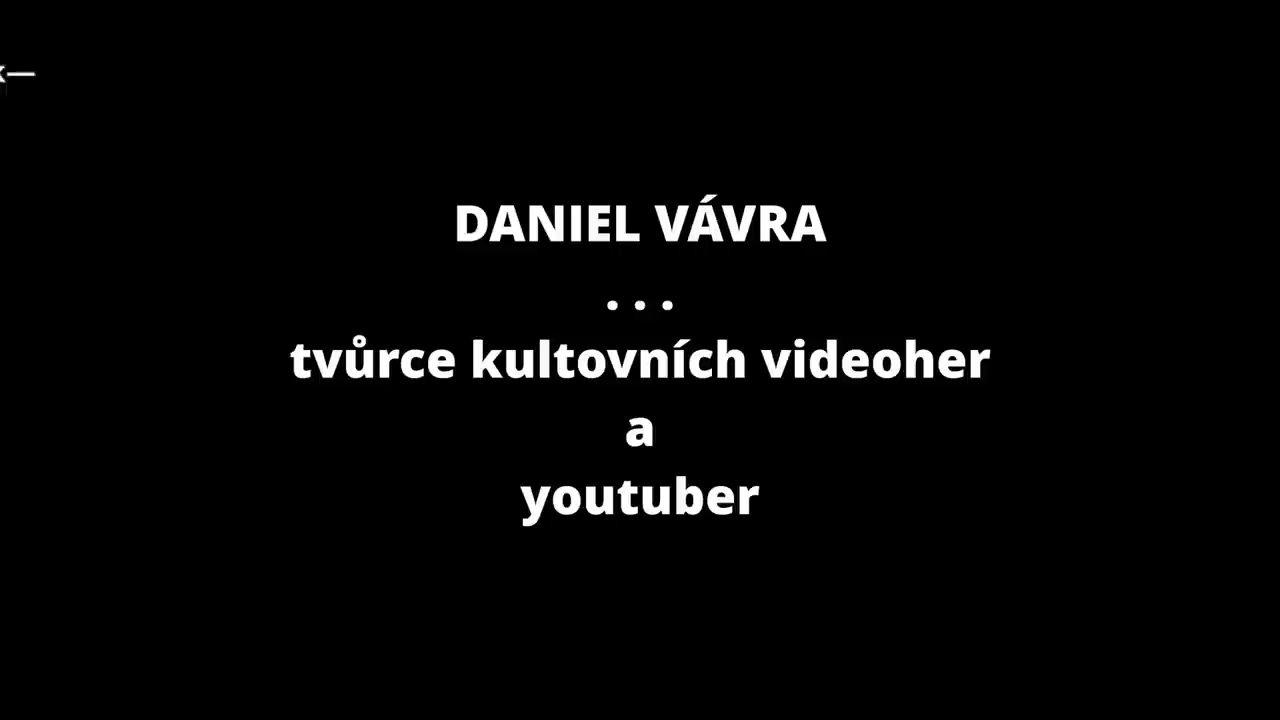 DANIEL VÁVRA
. . .
tvůrce kultovních videoher
a
youtuber